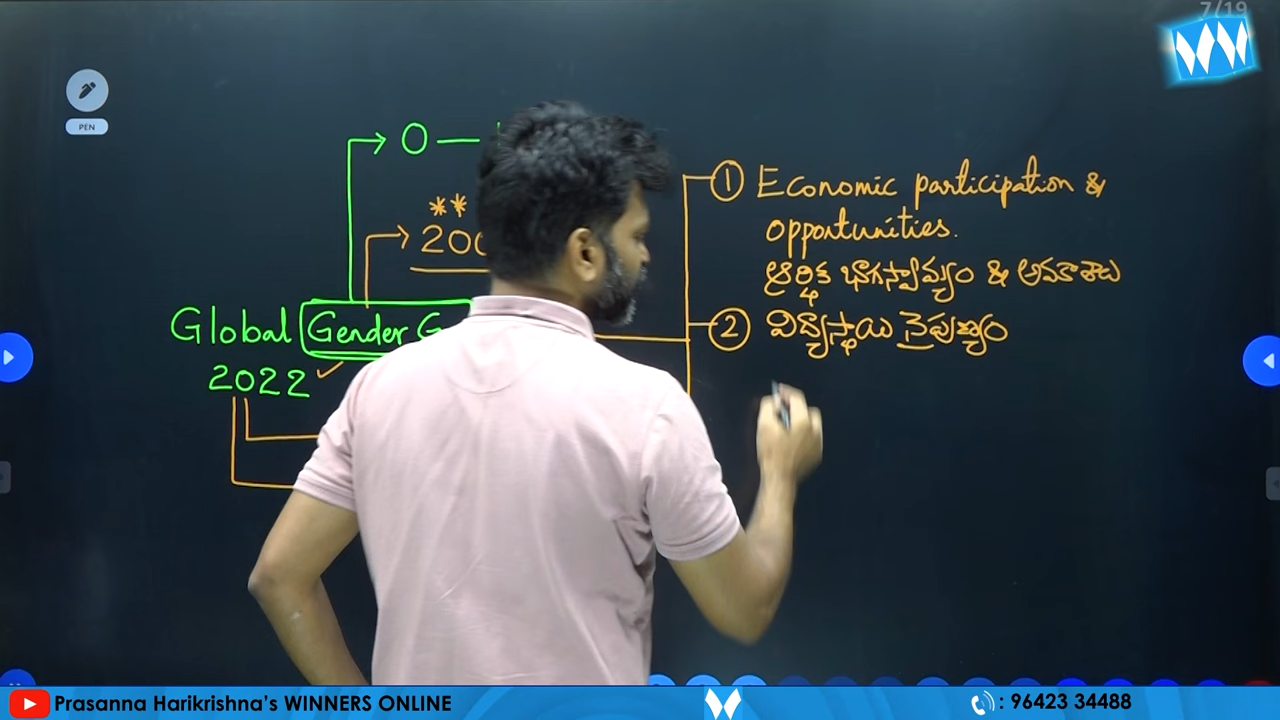 7/19
PEN
0 —
**
200
Global Gender G
2022 ✓
① Economic participation &
opportunities.
ఆర్థిక భాగస్వామ్యం & అవకాశాలు
② విద్యాస్థాయి నైపుణ్యం
Prasanna Harikrishna's WINNERS ONLINE
: 96423 34488